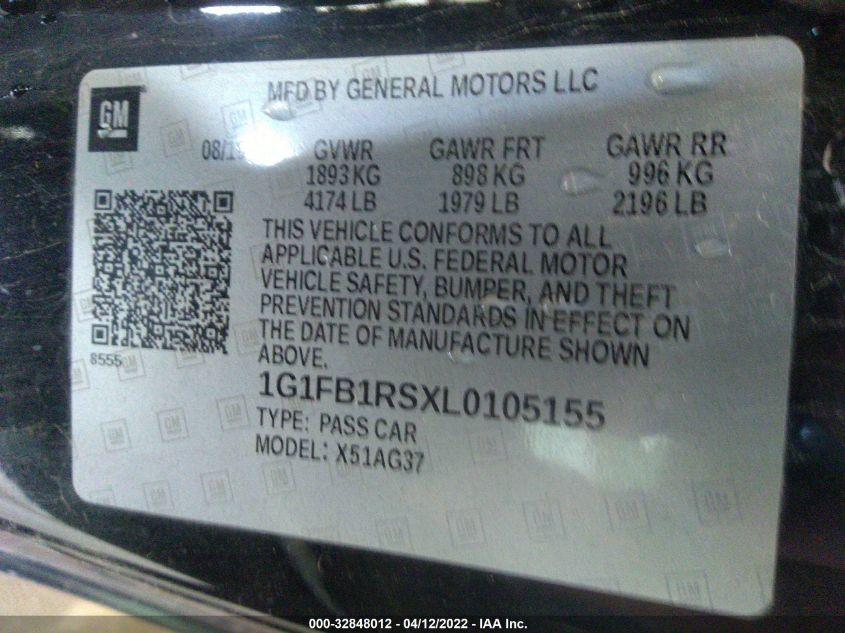 MFD BY GENERAL MOTORS LLC
GM
08/19 GVWR GAWR FRT GAWR RR
1893 KG 898 KG 996 KG
4174 LB 1979 LB 2196 LB
THIS VEHICLE CONFORMS TO ALL
APPLICABLE U.S. FEDERAL MOTOR
VEHICLE SAFETY, BUMPER, AND THEFT
PREVENTION STANDARDS IN EFFECT ON
THE DATE OF MANUFACTURE SHOWN
ABOVE.
8555
1G1FB1RSXL0105155
TYPE: PASS CAR
MODEL: X51AG37
000-32848012 - 04/12/2022 - IAA Inc.